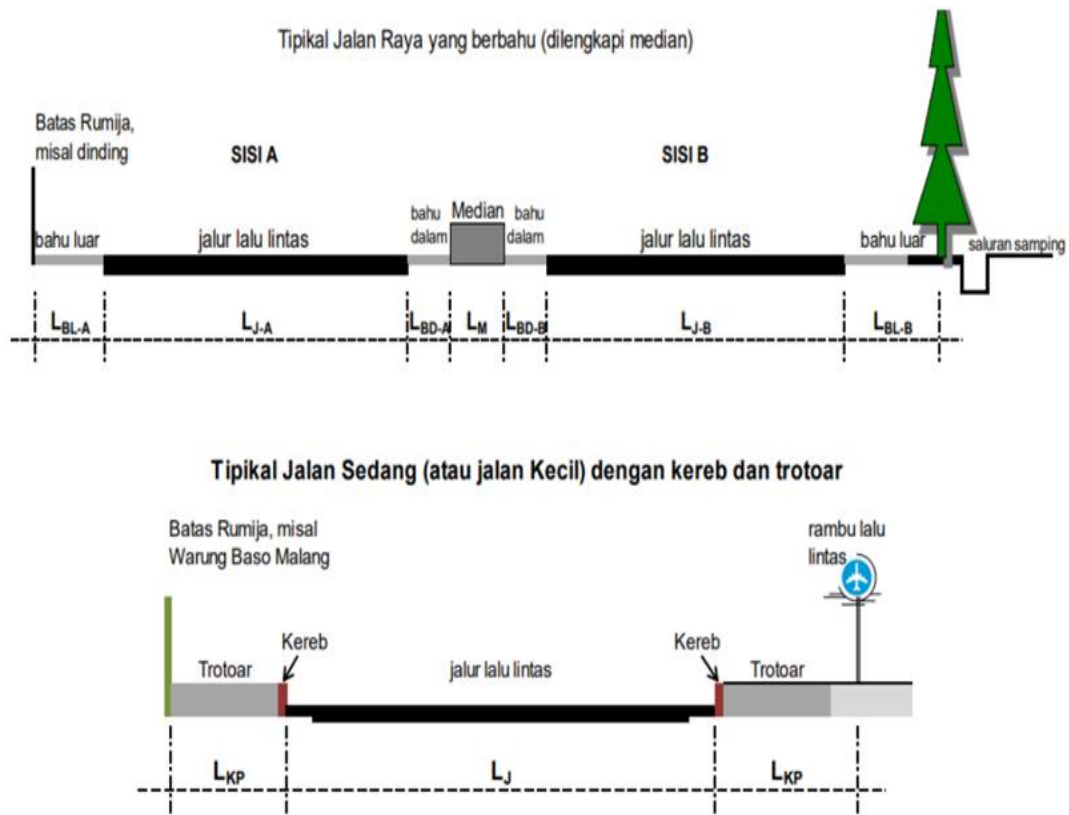 Tipikal Jalan Raya yang berbahu (dilengkapi median)
Batas Rumija,
misal dinding
SISI A
SISI B
bahu luar
jalur lalu lintas
bahu
dalam
Median
bahu
dalam
jalur lalu lintas
bahu luar
saluran samping
LBL-A
LJ-A
LBD-A
LM
LBD-B
LJ-B
LBL-B
Tipikal Jalan Sedang (atau jalan Kecil) dengan kereb dan trotoar
Batas Rumija, misal
Warung Baso Malang
rambu lalu
lintas
Trotoar
Kereb
jalur lalu lintas
Kereb
Trotoar
LKP
LJ
LKP